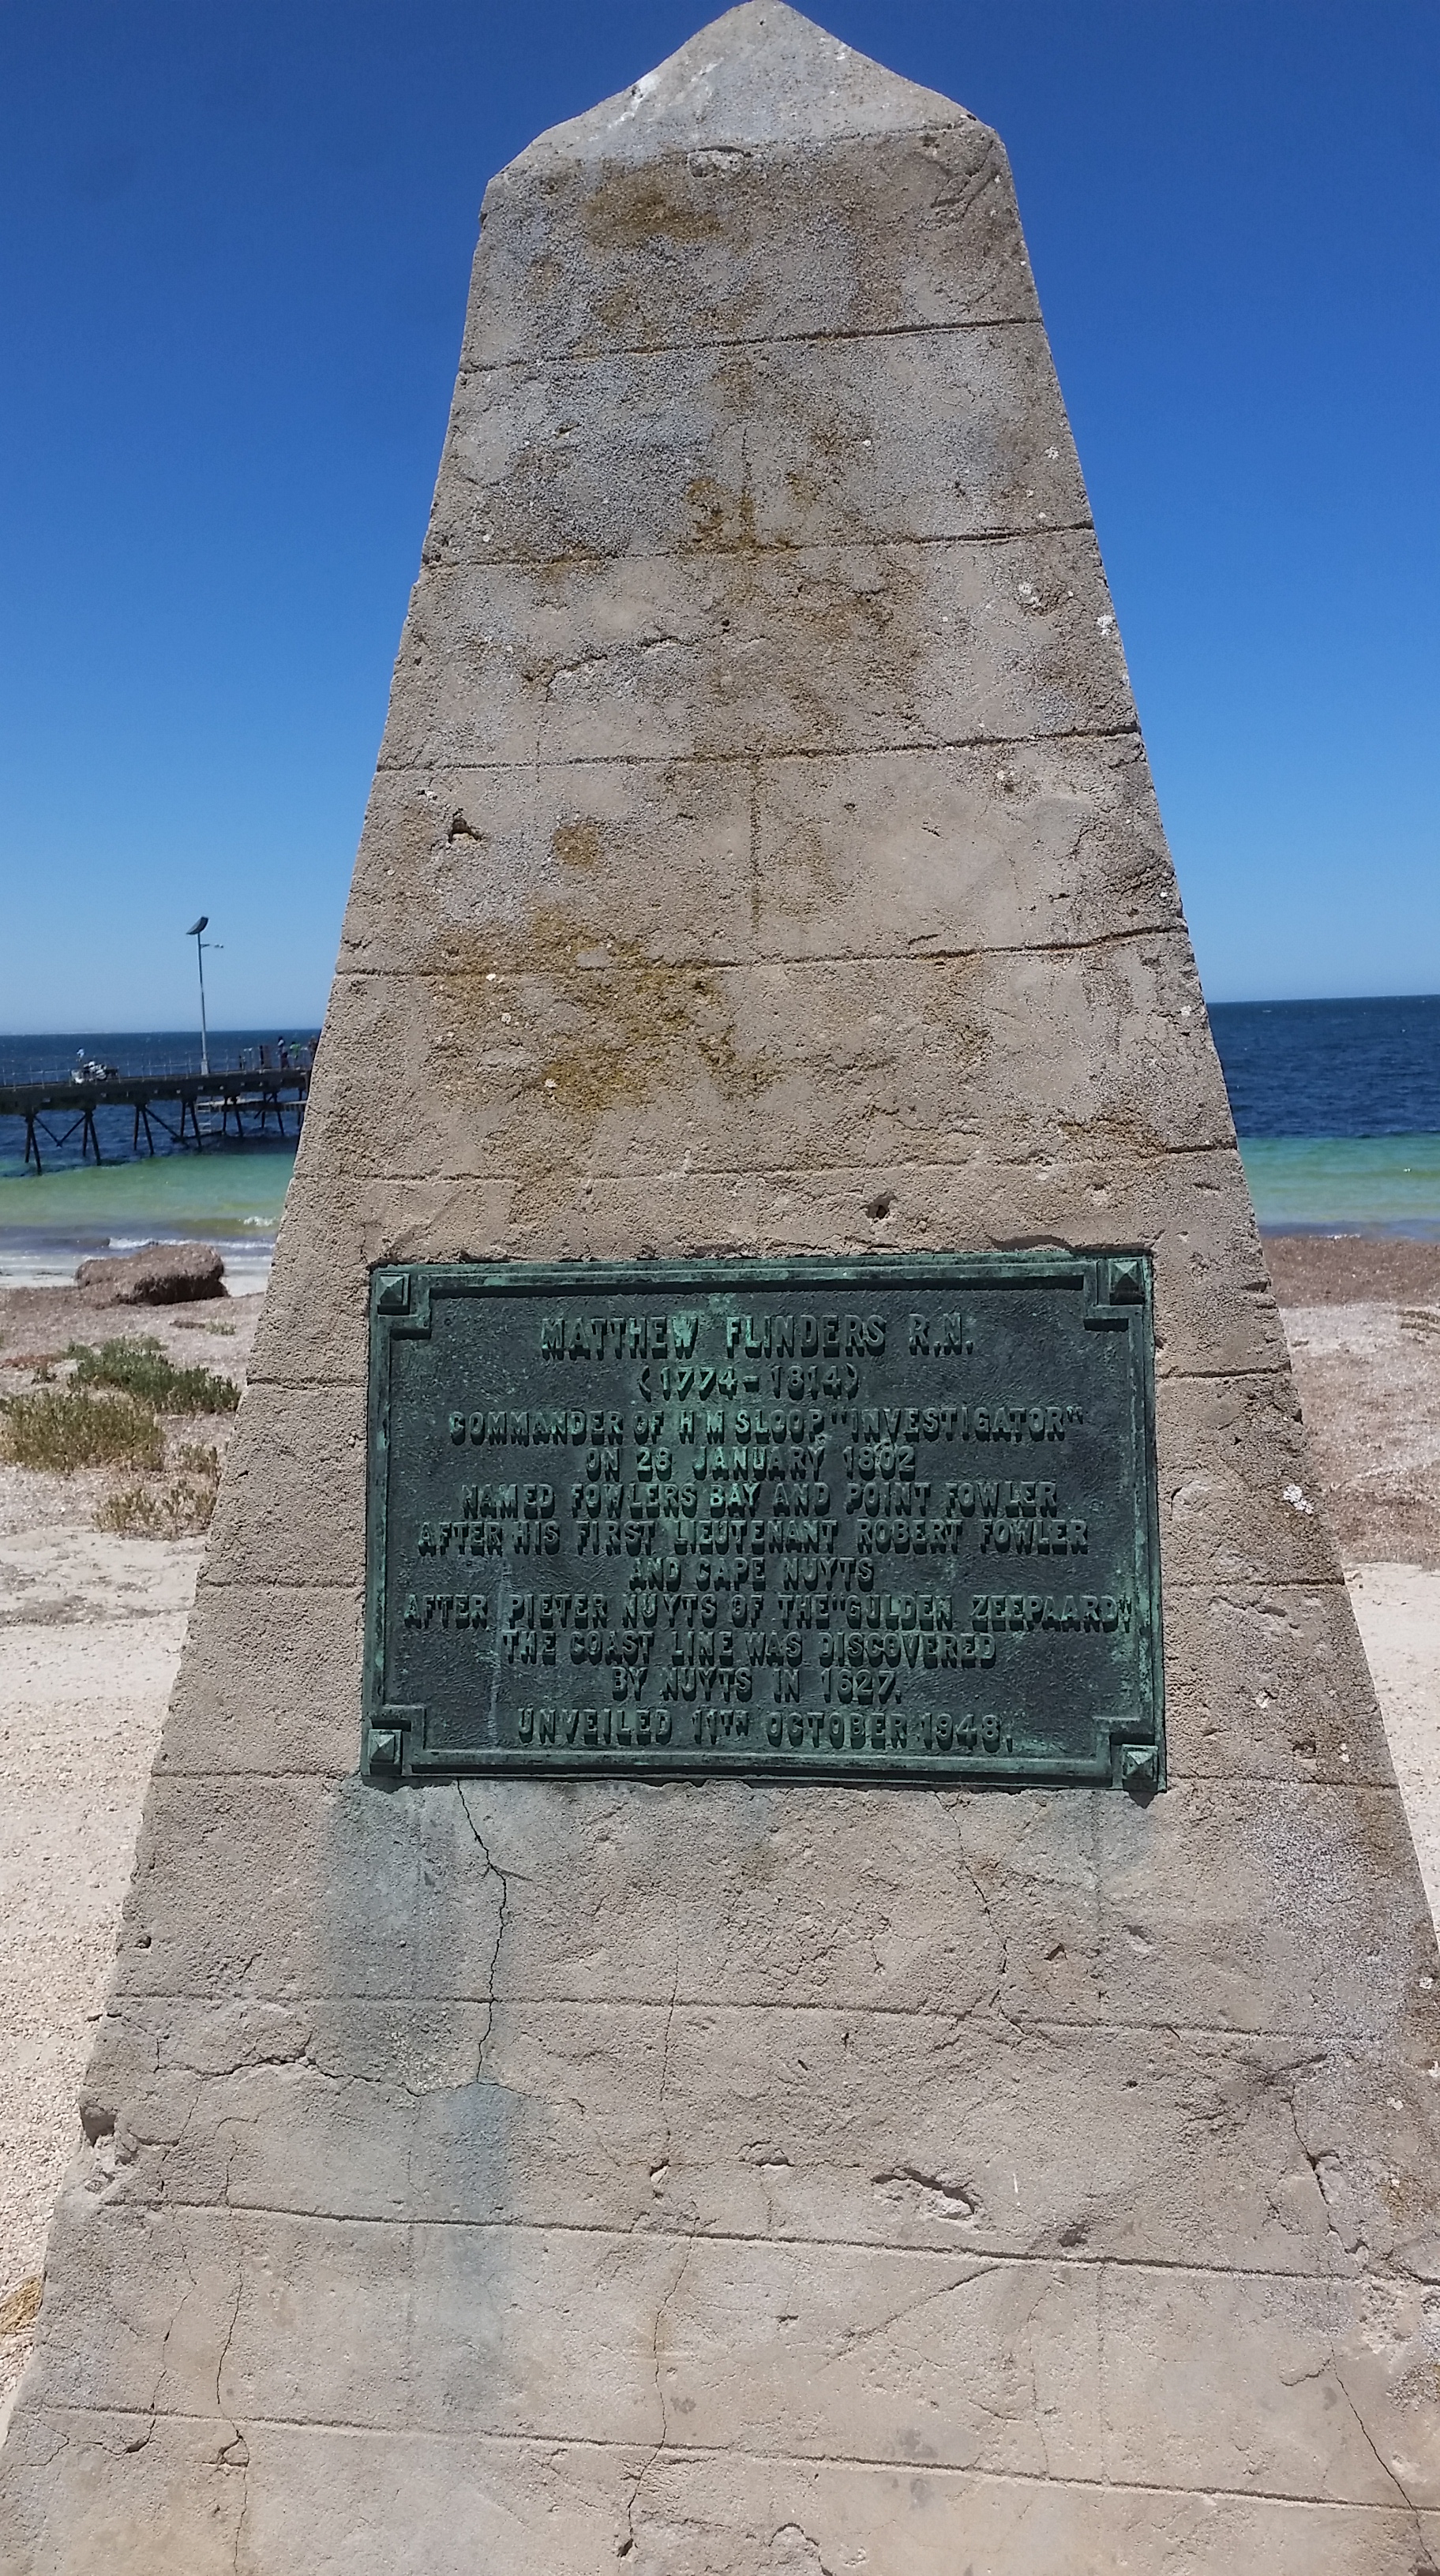 MATTHEW FLINDERS R.N.
(1774-1814)
COMMANDER OF H M SLOOP "INVESTIGATOR"
ON 28 JANUARY 1802
NAMED FOWLERS BAY AND POINT FOWLER
AFTER HIS FIRST LIEUTENANT ROBERT FOWLER
AND CAPE NUYTS
AFTER PIETER NUYTS OF THE "GULDEN ZEEPAARD"
THE COAST LINE WAS DISCOVERED
BY NUYTS IN 1627.
UNVEILED 11TH OCTOBER 1948.